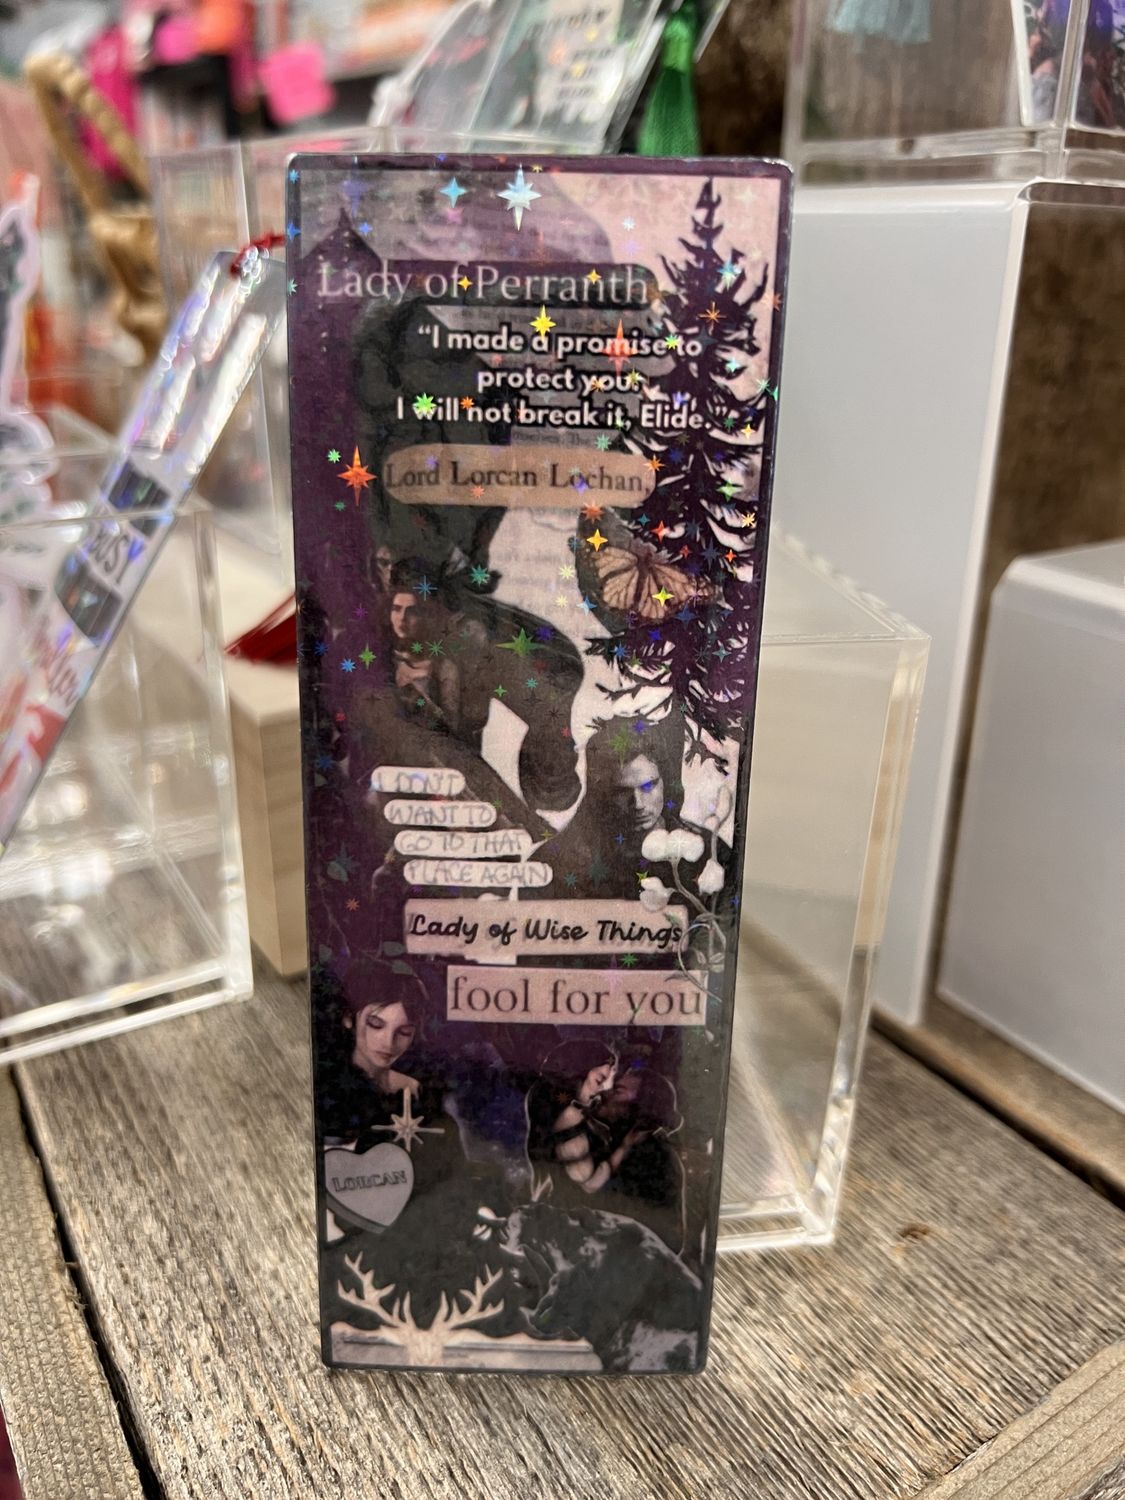 Lady of Perranth
“I made a promise to
protect you.
I will not break it, Elide.”
Lord Lorcan Lochan,
I DON'T
WANT TO
GO TO THAT
PLACE AGAIN
Lady of Wise Things
fool for you
LORCAN